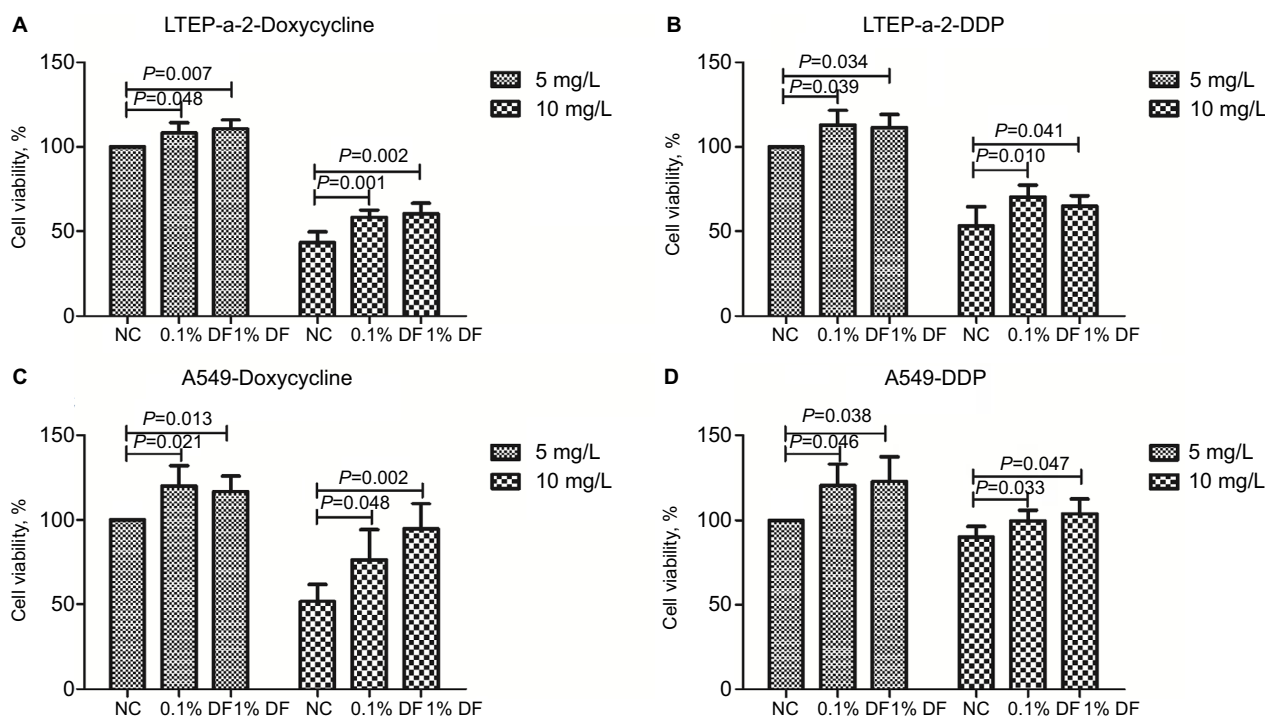 A
LTEP-a-2-Doxycycline
Cell viability, %
150
100
50
0
P=0.007
P=0.048
P=0.002
P=0.001
NC 0.1% DF 1% DF NC 0.1% DF 1% DF
5 mg/L
10 mg/L
B
LTEP-a-2-DDP
Cell viability, %
150
100
50
0
P=0.034
P=0.039
P=0.041
P=0.010
NC 0.1% DF 1% DF NC 0.1% DF 1% DF
5 mg/L
10 mg/L
C
A549-Doxycycline
Cell viability, %
150
100
50
0
P=0.013
P=0.021
P=0.002
P=0.048
NC 0.1% DF 1% DF NC 0.1% DF 1% DF
5 mg/L
10 mg/L
D
A549-DDP
Cell viability, %
150
100
50
0
P=0.038
P=0.046
P=0.047
P=0.033
NC 0.1% DF 1% DF NC 0.1% DF 1% DF
5 mg/L
10 mg/L